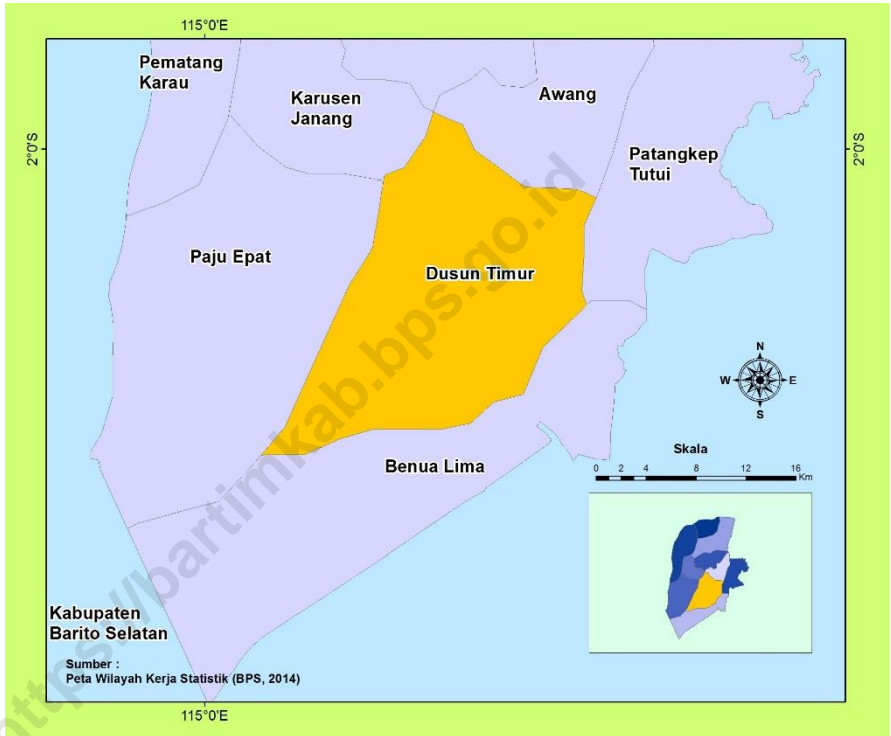 115°0'E
Pematang
Karau
Karusen
Janang
Awang
Patangkep
Tutui
2°0'S
2°0'S
Paju Epat
Dusun Timur
N
W
E
S
Benua Lima
Skala
0 2 4 8 12 16
Km
Kabupaten
Barito Selatan
Sumber :
Peta Wilayah Kerja Statistik (BPS, 2014)
115°0'E
https://bartimkab.bps.go.id